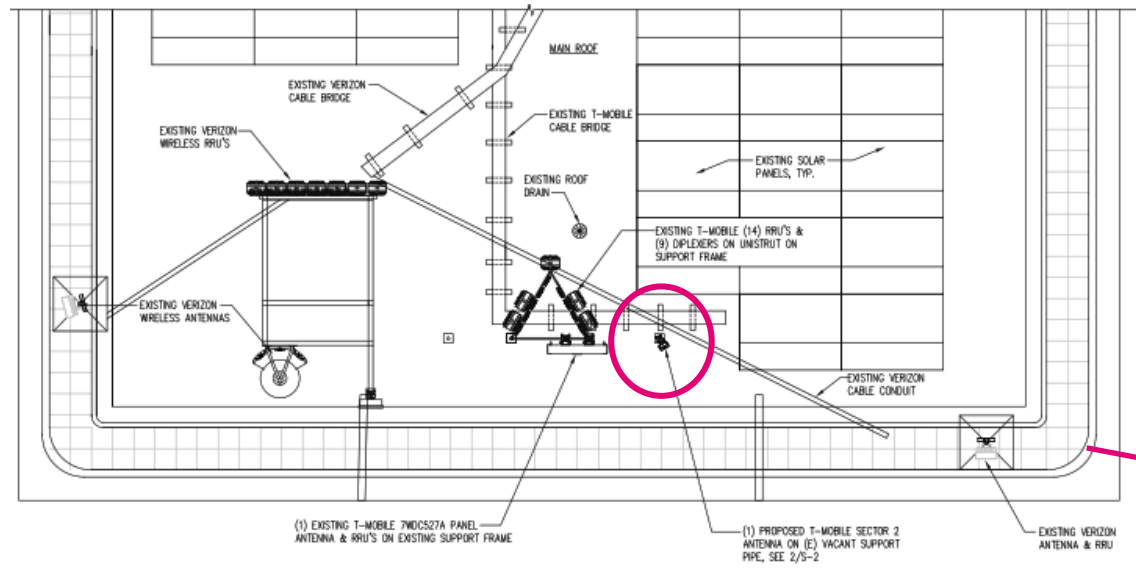 MAIN ROOF
EXISTING VERIZON
CABLE BRIDGE
EXISTING T-MOBILE
CABLE BRIDGE
EXISTING VERIZON
WIRELESS RRU'S
EXISTING SOLAR
PANELS, TYP.
EXISTING ROOF
DRAIN
EXISTING T-MOBILE (14) RRU'S &
(9) DIPLEXERS ON UNISTRUT ON
SUPPORT FRAME
EXISTING VERIZON
WIRELESS ANTENNAS
EXISTING VERIZON
CABLE CONDUIT
(1) EXISTING T-MOBILE 7WDC527A PANEL
ANTENNA & RRU'S ON EXISTING SUPPORT FRAME
(1) PROPOSED T-MOBILE SECTOR 2
ANTENNA ON (E) VACANT SUPPORT
PIPE, SEE 2/S-2
EXISTING VERIZON
ANTENNA & RRU